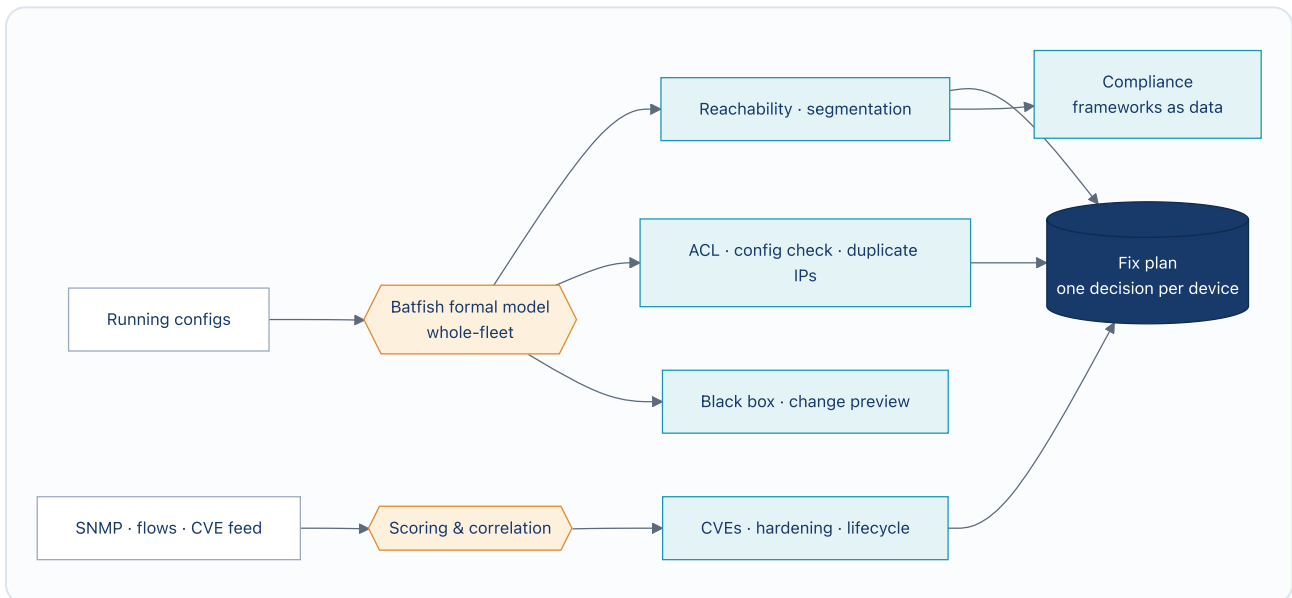 Compliance
frameworks as data
Reachability · segmentation
ACL · config check · duplicate
IPs
Fix plan
one decision per device
Running configs
Batfish formal model
whole-fleet
Black box · change preview
SNMP · flows · CVE feed
Scoring & correlation
CVEs · hardening · lifecycle